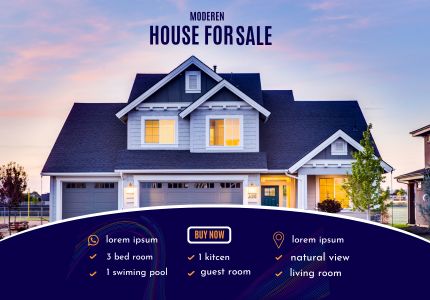 MODEREN
HOUSE FOR SALE
lorem ipsum
BUY NOW
lorem ipsum
3 bed room
1 kitcen
natural view
1 swiming pool
guest room
living room